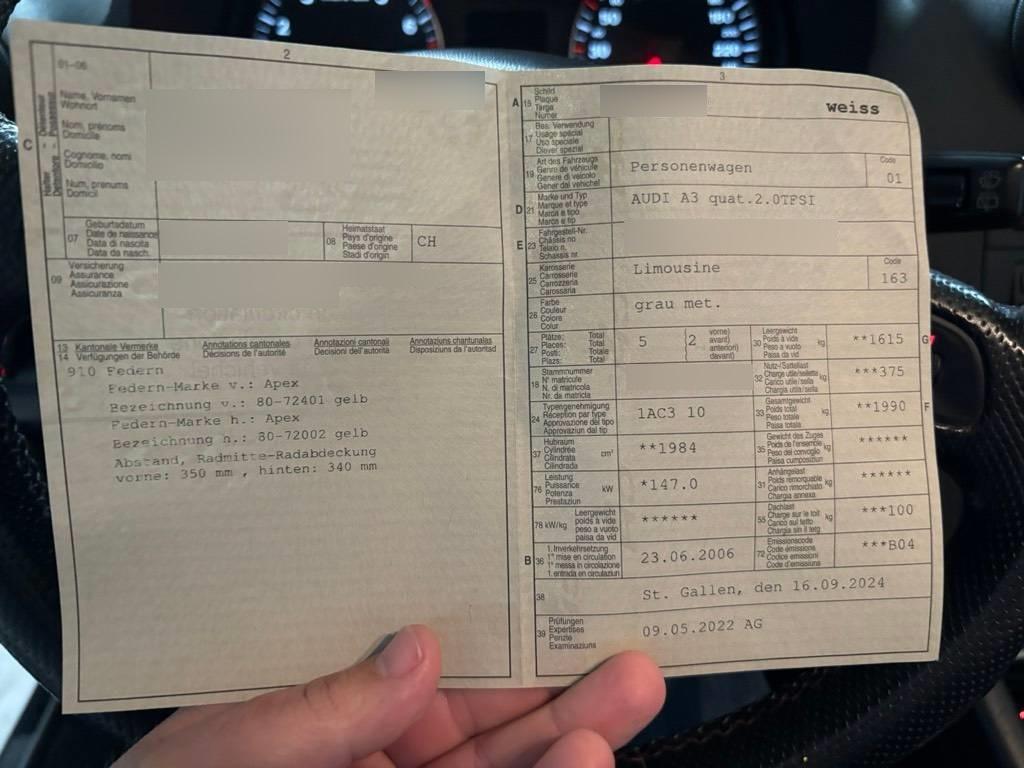 2
01-06
C
Halter - Détenteur
Detentore - Possessur
Name, Vornamen
Wohnort
Nom, prénoms
Domicile
Cognome, nomi
Domicilio
Num, prenums
Domicil
07
Geburtsdatum
Date de naissance
Data di nascita
Data da nasch.
08
Heimatstaat
Pays d'origine
Paese d'origine
Stadi d'origin
CH
09
Versicherung
Assurance
Assicurazione
Assicuranza
13 Kantonale Vermerke Annotations cantonales Annotazioni cantonali Annotaziuns chantunalas
14 Verfügungen der Behörde Décisions de l'autorité Decisioni dell'autorità Disposiziuns da l'autoritad
910 Federn
Federn-Marke v.: Apex
Bezeichnung v.: 80-72401 gelb
Federn-Marke h.: Apex
Bezeichnung h.: 80-72002 gelb
Abstand, Radmitte-Radabdeckung
vorne: 350 mm , hinten: 340 mm
3
A 15
Schild
Plaque
Targa
Numer
weiss
17
Bes. Verwendung
Usage spécial
Uso speciale
Diever spezial
19
Art des Fahrzeugs
Genre de véhicule
Genere di veicolo
Gener dal vehichel
Personenwagen
Code
01
D 21
Marke und Typ
Marque et type
Marca e tipo
Marca e tip
AUDI A3 quat.2.0TFSI
E 23
Fahrgestell-Nr.
Châssis no
Telaio n.
Schassis nr.
25
Karosserie
Carrosserie
Carrozzeria
Carossaria
Limousine
Code
163
26
Farbe
Couleur
Colore
Colur
grau met.
27
Plätze: Total
Places: Total
Posti: Totale
Plazs: Total
5
(2
vorne)
avant)
anteriori)
davant)
30
Leergewicht
Poids à vide
Peso a vuoto
Paisa da vid
kg
**1615
G
18
Stammnummer
N° matricule
N. di matricola
Nr. da matricla
32
Nutz-/Sattellast
Charge utile/sellette
Carico utile/sella
Chargia utila/sella
kg
***375
24
Typengenehmigung
Réception par type
Approvazione del tipo
Approvaziun dal tip
1AC3 10
33
Gesamtgewicht
Poids total
Peso totale
Paisa totala
kg
**1990
F
37
Hubraum
Cylindrée
Cilindrata
Cilindrada
cm³
**1984
35
Gewicht des Zuges
Poids de l'ensemble
Peso del convoglio
Paisa cumposiziun
kg
******
76
Leistung
Puissance
Potenza
Prestaziun
kW
*147.0
31
Anhängelast
Poids remorquable
Carico rimorchiato
Chargia annexa
kg
******
78 kW/kg
Leergewicht
poids à vide
peso a vuoto
paisa da vid
******
55
Dachlast
Charge sur le toit
Carico sul tetto
Chargia sin il tetg
kg
***100
B 36
1. Inverkehrsetzung
1re mise en circulation
1a messa in circolazione
1. entrada en circulaziun
23.06.2006
72
Emissionscode
Code émissions
Codice emissioni
Code d'emissiuns
***B04
38
St. Gallen, den 16.09.2024
39
Prüfungen
Expertises
Perizie
Examinaziuns
09.05.2022 AG